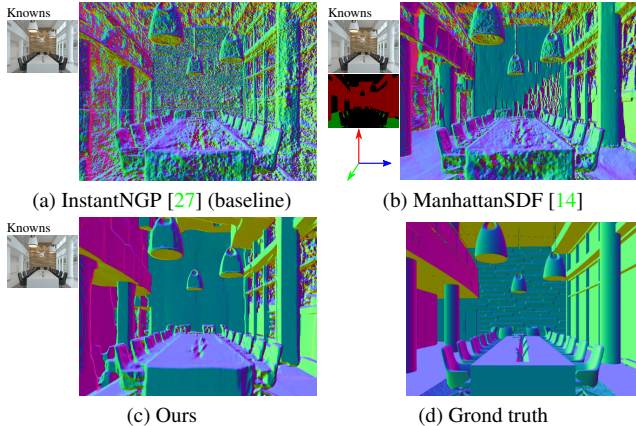 Knowns
Knowns
(a) InstantNGP [27] (baseline)
(b) ManhattanSDF [14]
Knowns
(c) Ours
(d) Grond truth